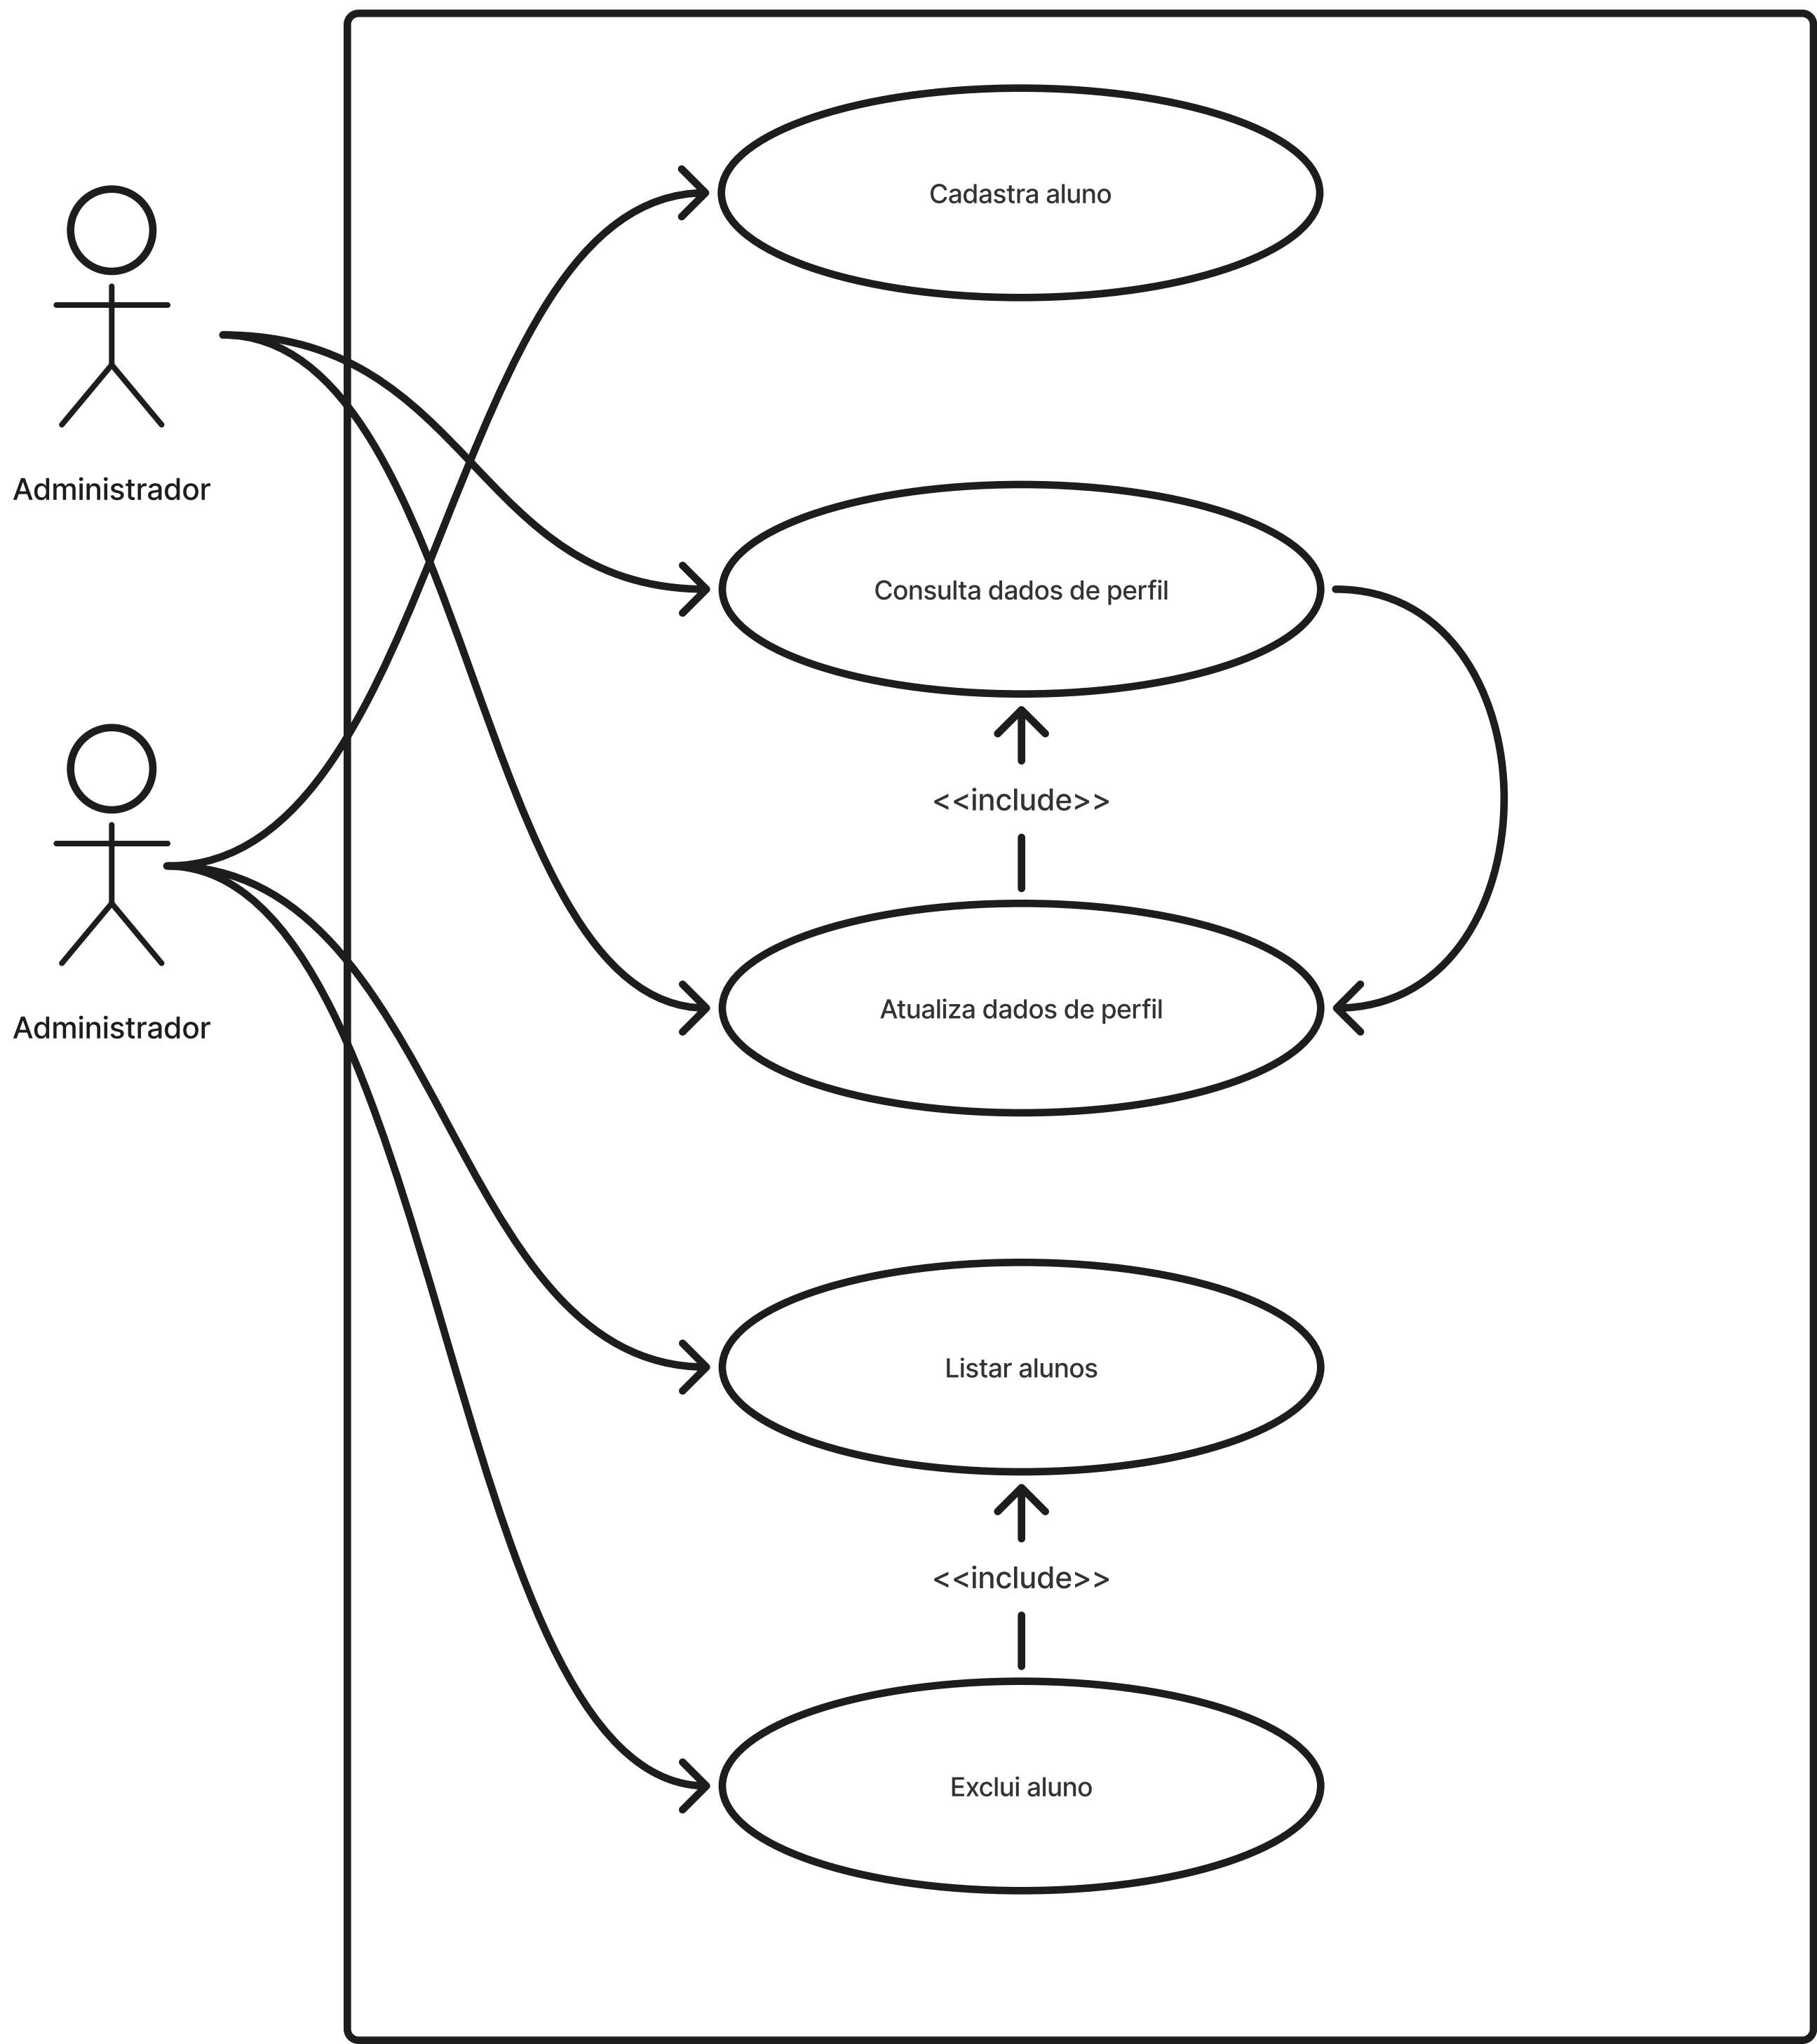 Cadastra aluno
Administrador
Consulta dados de perfil
<<include>>
Administrador
Atualiza dados de perfil
Listar alunos
<<include>>
Exclui aluno